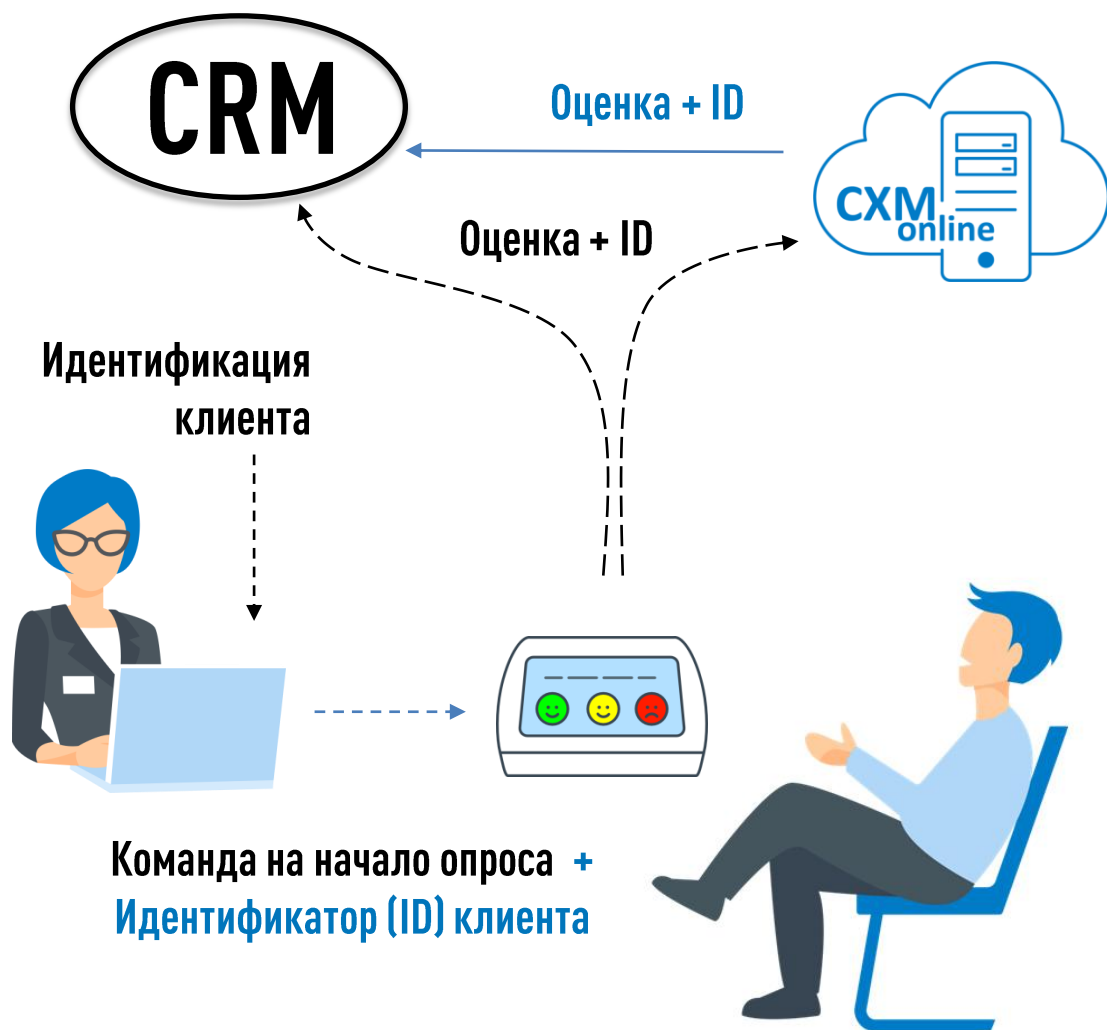 CRM
Оценка + ID
CXM
online
Оценка + ID
Идентификация
клиента
Команда на начало опроса +
Идентификатор (ID) клиента